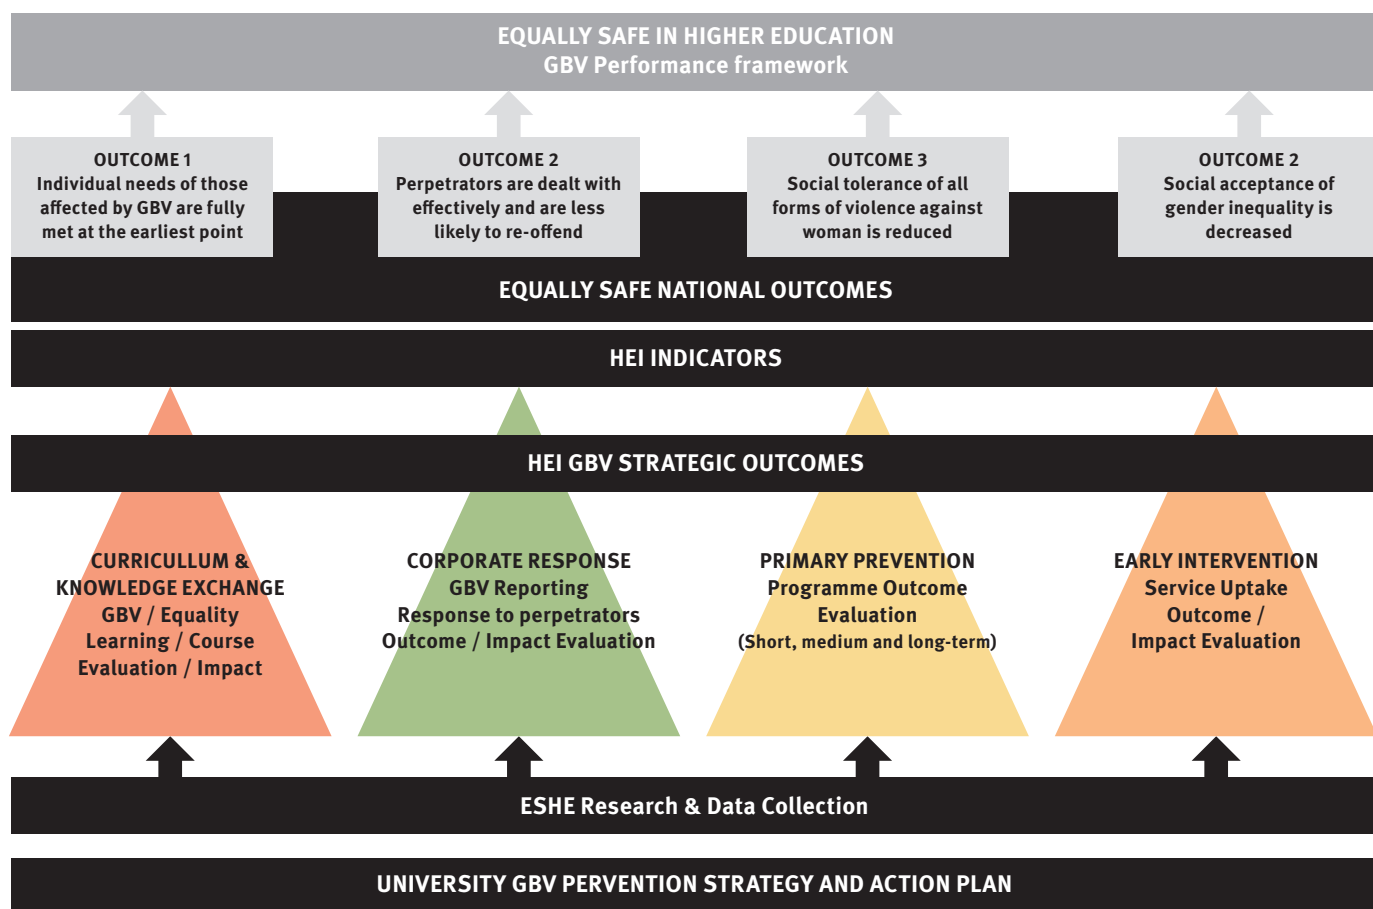 EQUALLY SAFE IN HIGHER EDUCATION
GBV Performance framework
OUTCOME 1
Individual needs of those
affected by GBV are fully
met at the earliest point
OUTCOME 2
Perpetrators are dealt with
effectively and are less
likely to re-offend
OUTCOME 3
Social tolerance of all
forms of violence against
woman is reduced
OUTCOME 2
Social acceptance of
gender inequality is
decreased
EQUALLY SAFE NATIONAL OUTCOMES
HEI INDICATORS
HEI GBV STRATEGIC OUTCOMES
CURRICULLUM &
KNOWLEDGE EXCHANGE
GBV / Equality
Learning / Course
Evaluation / Impact
CORPORATE RESPONSE
GBV Reporting
Response to perpetrators
Outcome / Impact Evaluation
PRIMARY PREVENTION
Programme Outcome
Evaluation
(Short, medium and long-term)
EARLY INTERVENTION
Service Uptake
Outcome /
Impact Evaluation
ESHE Research & Data Collection
UNIVERSITY GBV PERVENTION STRATEGY AND ACTION PLAN